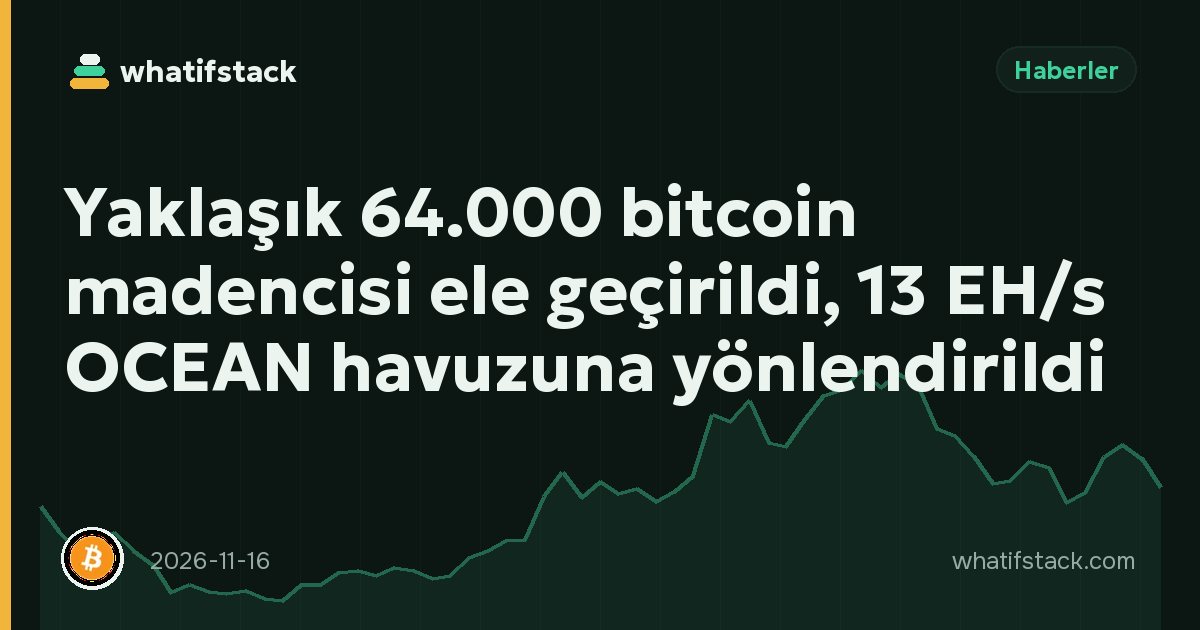 whatifstack
Haberler
Yaklaşık 64.000 bitcoin
madencisi ele geçirildi, 13 EH/s
OCEAN havuzuna yönlendirildi
2026-11-16
whatifstack.com